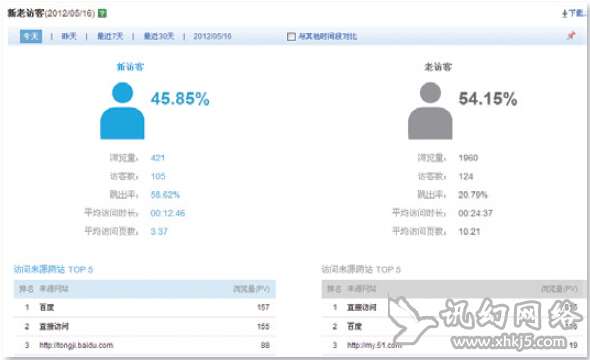 新老访客(2012/05/16) ?
下载
今天 | 昨天 | 最近7天 | 最近30天 | 2012/05/16
与其他时间段对比
新访客
45.85%
浏览量: 421
访客数: 105
跳出率: 58.62%
平均访问时长: 00:12:46
平均访问页数: 3.37
老访客
54.15%
浏览量: 1960
访客数: 124
跳出率: 20.79%
平均访问时长: 00:24:37
平均访问页数: 10.21
访问来源网站 TOP 5
排名 来源网站 浏览量(PV)
1 百度 157
2 直接访问 155
3 http://tongji.baidu.com 88
访问来源网站 TOP 5
排名 来源网站 浏览量(PV)
1 直接访问
2 百度
3 http://my.51.com 19
讯幻网络
www.xhkj5.com